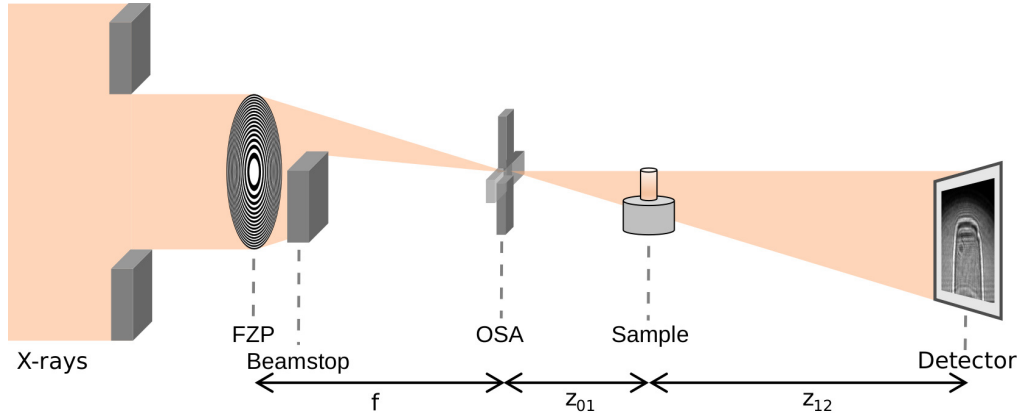 FZP
OSA
Sample
X-rays
Beamstop
Detector
f
z01
z12